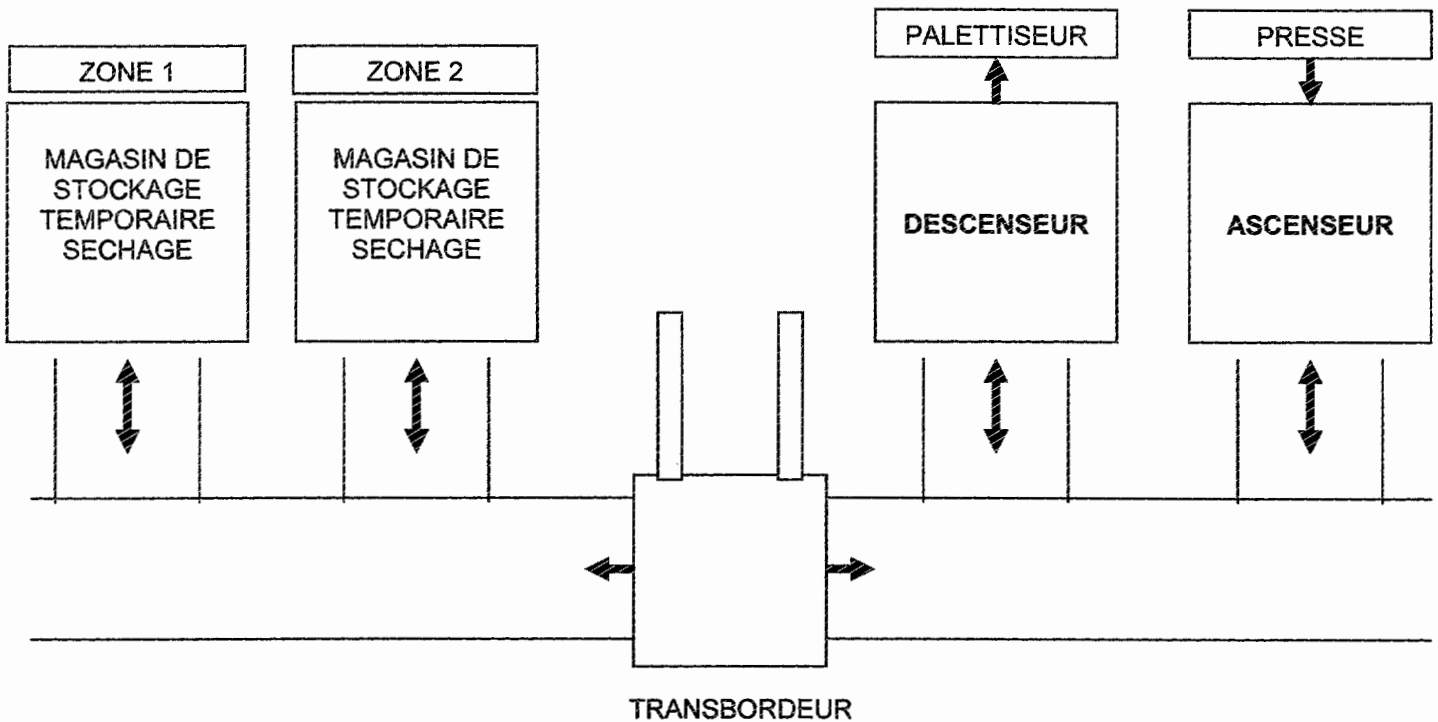 PALETTISEUR
PRESSE
ZONE 1
ZONE 2
MAGASIN DE
STOCKAGE
TEMPORAIRE
SECHAGE
MAGASIN DE
STOCKAGE
TEMPORAIRE
SECHAGE
DESCENSEUR
ASCENSEUR
TRANSBORDEUR